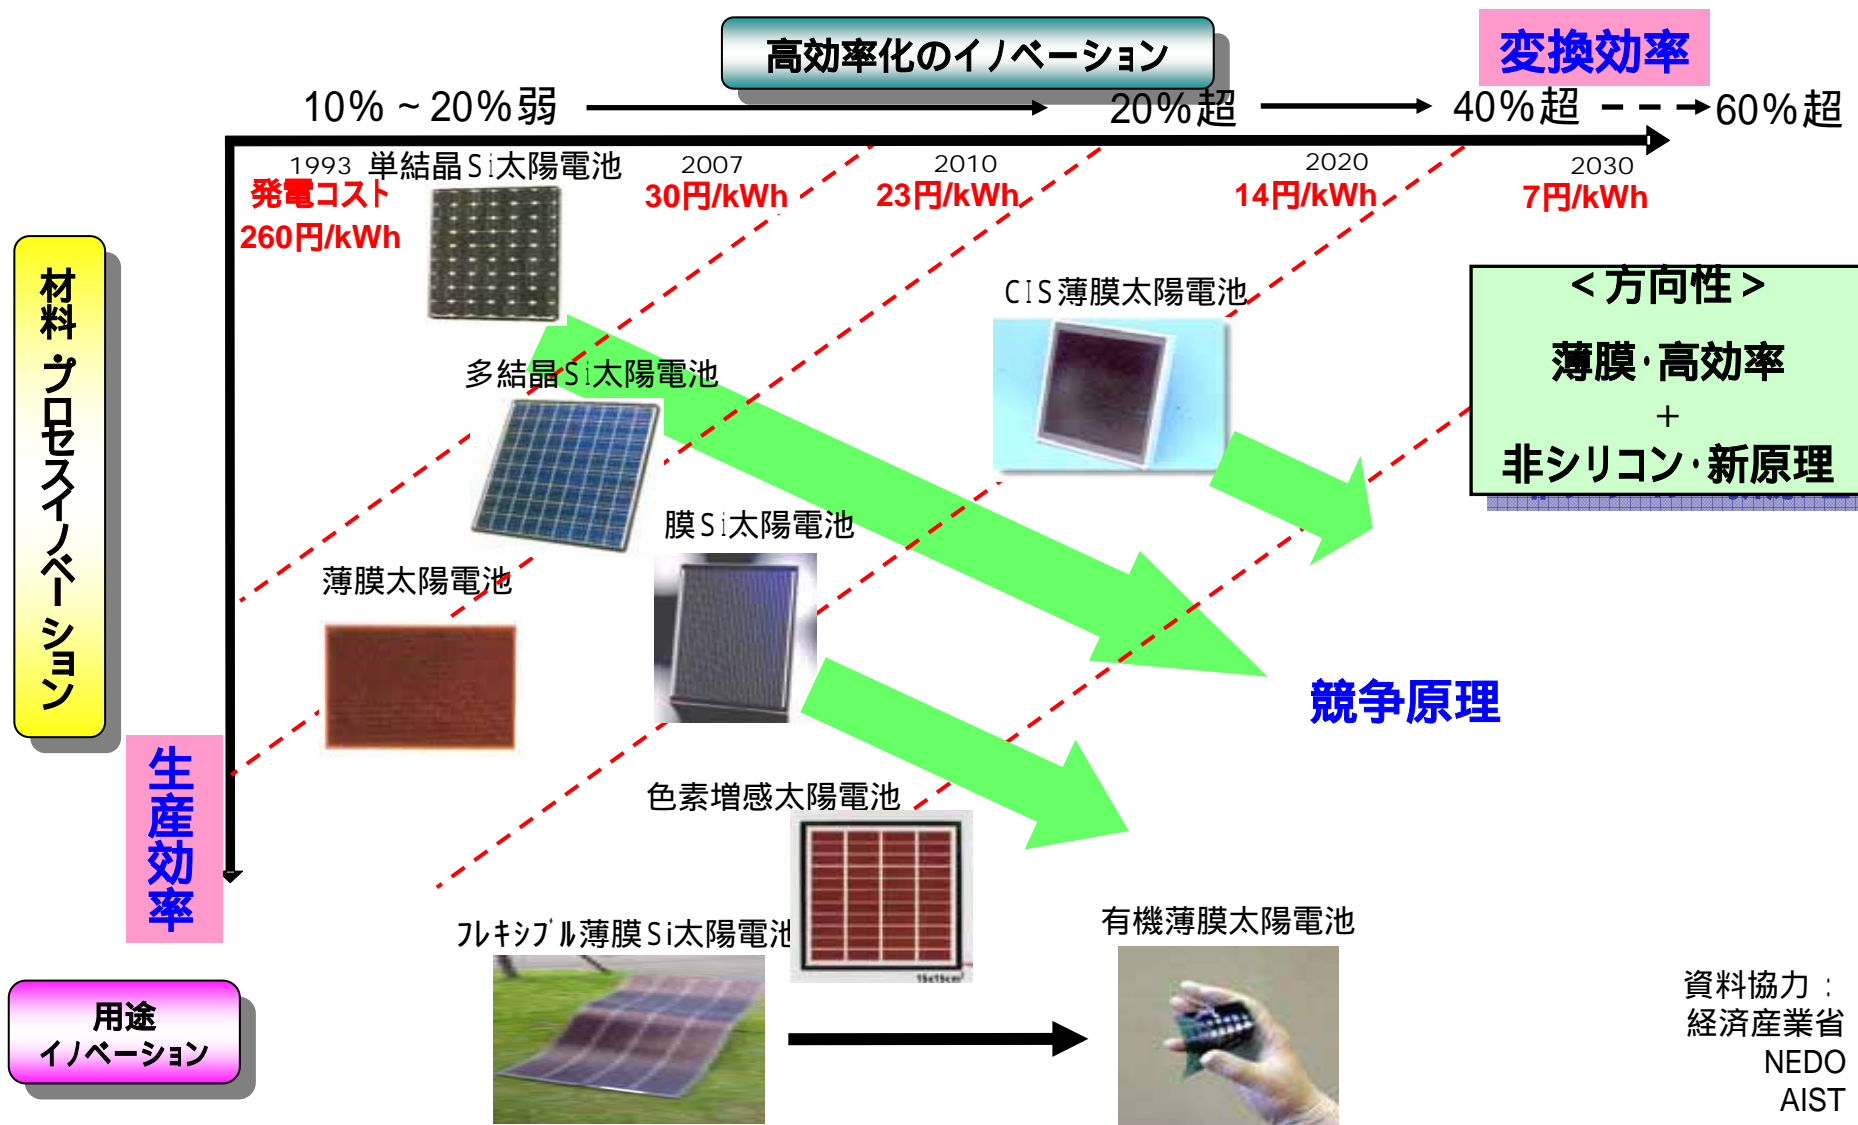 高効率化のイノベーション
変換効率
10%～20%弱
20%超
40%超
60%超
1993
単結晶Si太陽電池
2007
2010
2020
2030
発電コスト
260円/kWh
30円/kWh
23円/kWh
14円/kWh
7円/kWh
材料・プロセスイノベーション
CIS薄膜太陽電池
<方向性>
薄膜・高効率
+
非シリコン・新原理
多結晶Si太陽電池
膜Si太陽電池
薄膜太陽電池
競争原理
生産効率
色素増感太陽電池
15x15cm²
フレキシブル薄膜Si太陽電池
有機薄膜太陽電池
用途
イノベーション
資料協力：
経済産業省
NEDO
AIST